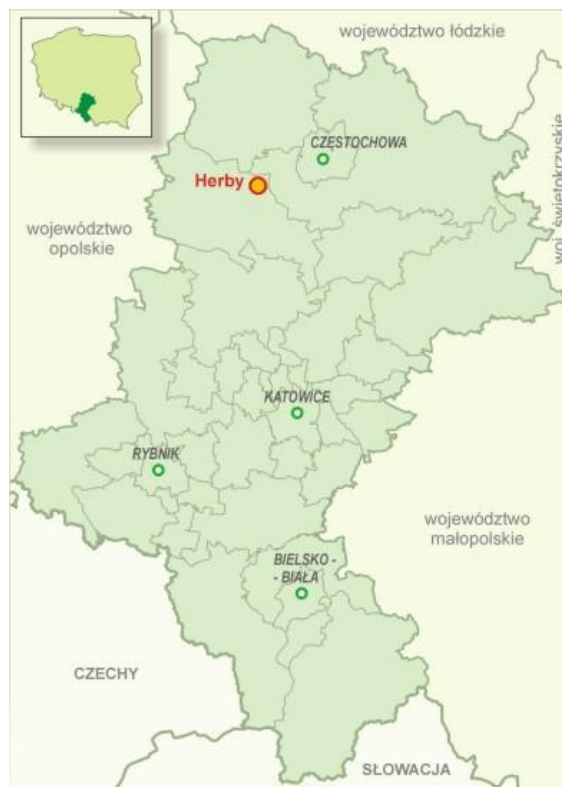 województwo łódzkie
CZĘSTOCHOWA
woj. świętokrzyskie
Herby
województwo
opolskie
KATOWICE
RYBNIK
województwo
małopolskie
BIELSKO -
- BIAŁA
CZECHY
SŁOWACJA